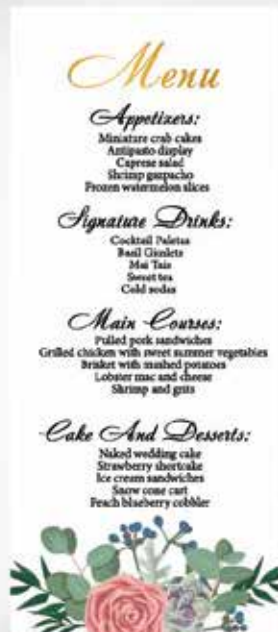 Menu
Appetizers:
Miniature crab cakes
Antipasto display
Caprese salad
Shrimp gazpacho
Frozen watermelon slices
Signature Drinks:
Cocktail Paletas
Basil Gimlets
Mai Tais
Sweet tea
Cold sodas
Main Courses:
Pulled pork sandwiches
Grilled chicken with sweet summer vegetables
Brisket with mashed potatoes
Lobster mac and cheese
Shrimp and grits
Cake And Desserts:
Naked wedding cake
Strawberry shortcake
Ice cream sandwiches
Snow cone cart
Peach blueberry cobbler